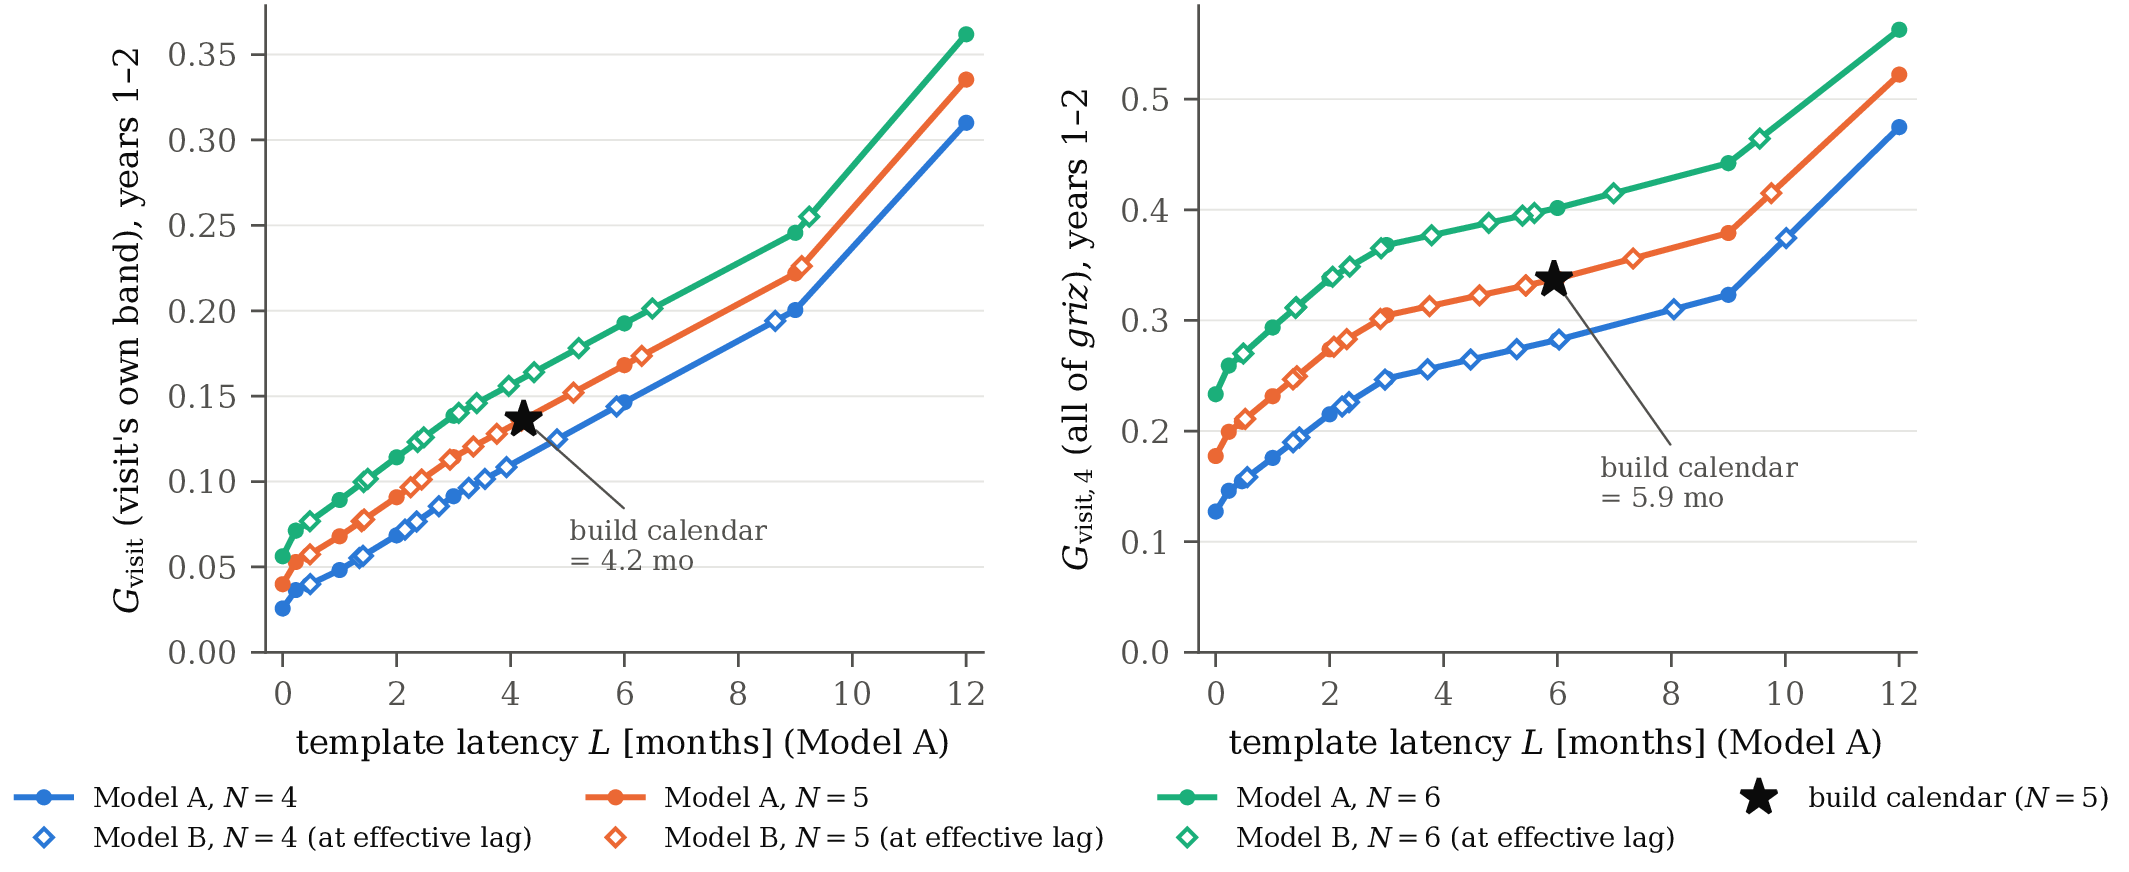 G_visit (visit's own band), years 1–2
0.35
0.30
0.25
0.20
0.15
0.10
0.05
0.00
build calendar
= 4.2 mo
0 2 4 6 8 10 12
template latency L [months] (Model A)
G_visit, 4 (all of griz), years 1–2
0.5
0.4
0.3
0.2
0.1
0.0
build calendar
= 5.9 mo
0 2 4 6 8 10 12
template latency L [months] (Model A)
Model A, N = 4
Model B, N = 4 (at effective lag)
Model A, N = 5
Model B, N = 5 (at effective lag)
Model A, N = 6
Model B, N = 6 (at effective lag)
build calendar (N = 5)